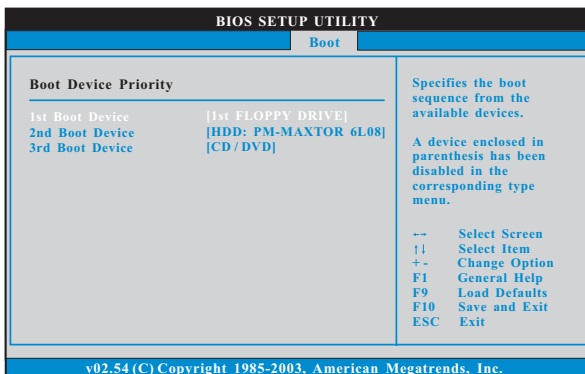 BIOS SETUP UTILITY
Boot
Boot Device Priority
1st Boot Device [1st FLOPPY DRIVE]
2nd Boot Device [HDD: PM-MAXTOR 6L08]
3rd Boot Device [CD/DVD]
Specifies the boot
sequence from the
available devices.
A device enclosed in
parenthesis has been
disabled in the
corresponding type
menu.
←→ Select Screen
↑↓ Select Item
+- Change Option
F1 General Help
F9 Load Defaults
F10 Save and Exit
ESC Exit
v02.54 (C) Copyright 1985-2003, American Megatrends, Inc.